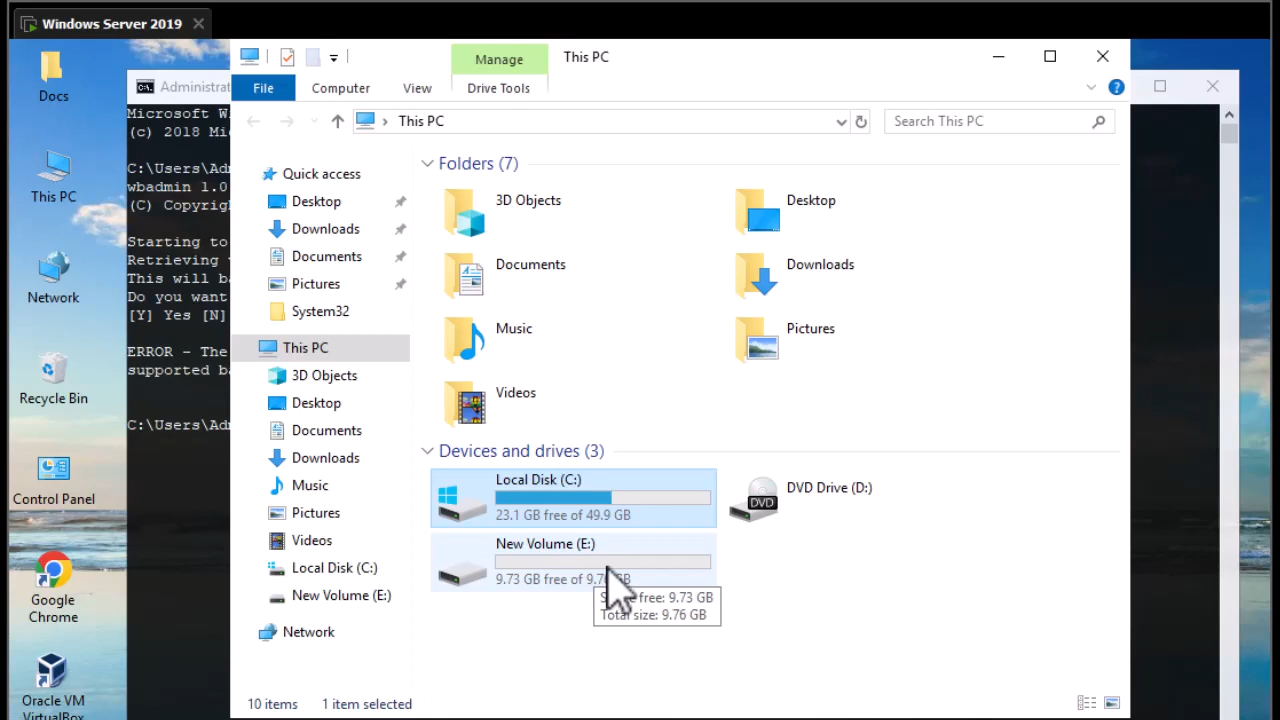 Windows Server 2019
Docs
This PC
Network
Recycle Bin
Control Panel
Google
Chrome
Oracle VM
VirtualBox
Microsoft W
(c) 2018 Mi
C:\Users\Ad
wbadmin 1.0
(C) Copyrig
Starting to
Retrieving
This will ba
Do you want
[Y] Yes [N]
ERROR - The
supported ba
C:\Users\Adm
Administrat
Manage
This PC
File
Computer
View
Drive Tools
This PC
Search This PC
Quick access
Desktop
Downloads
Documents
Pictures
System32
This PC
3D Objects
Desktop
Documents
Downloads
Music
Pictures
Videos
Local Disk (C:)
New Volume (E:)
Network
Folders (7)
3D Objects
Desktop
Documents
Downloads
Music
Pictures
Videos
Devices and drives (3)
Local Disk (C:)
23.1 GB free of 49.9 GB
DVD Drive (D:)
DVD
New Volume (E:)
9.73 GB free of 9.76 GB
free: 9.73 GB
Total size: 9.76 GB
10 items
1 item selected